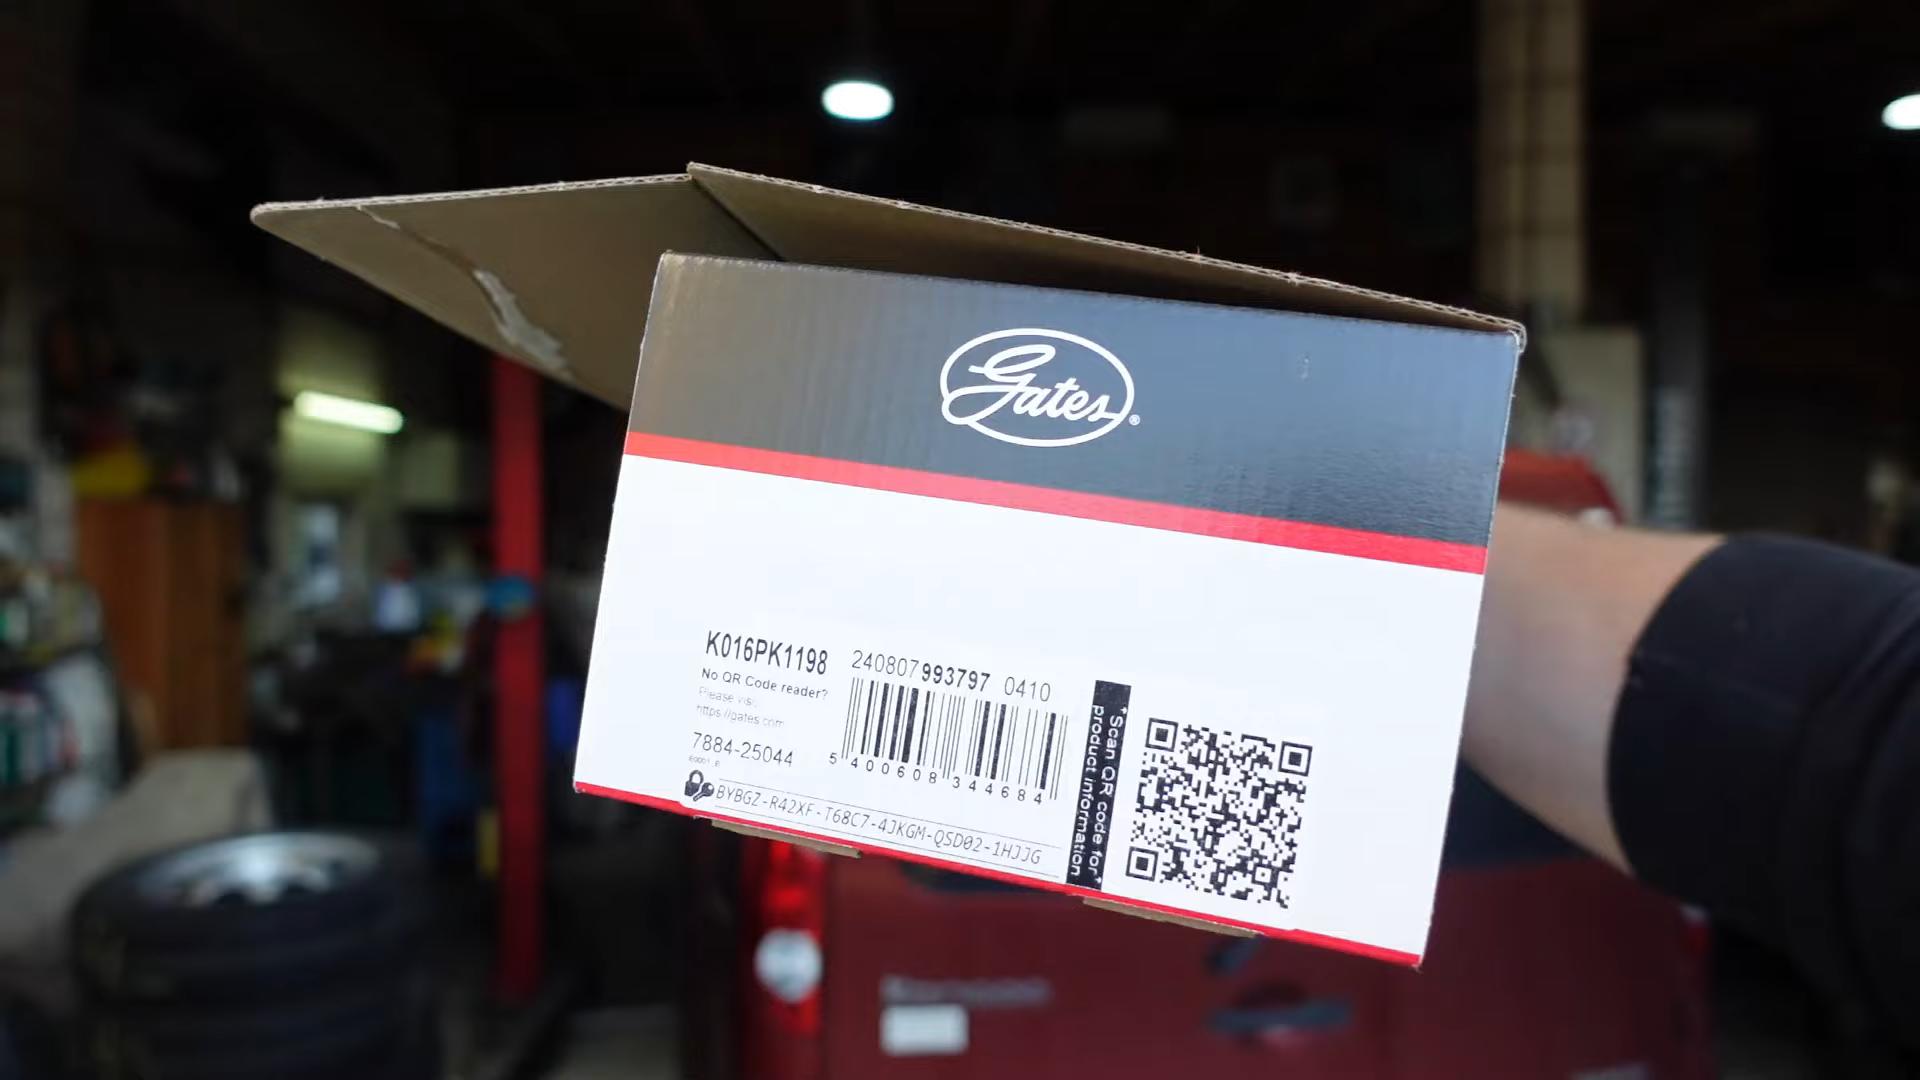 Gates®
K016PK1198
240807993797 0410
No QR Code reader?
Please visit
https://gates.com
7884-25044
5 400608 344684
BYBGZ-R42XF-T68C7-4JKGM-QSD02-1HJJG
*Scan QR code for*
product information